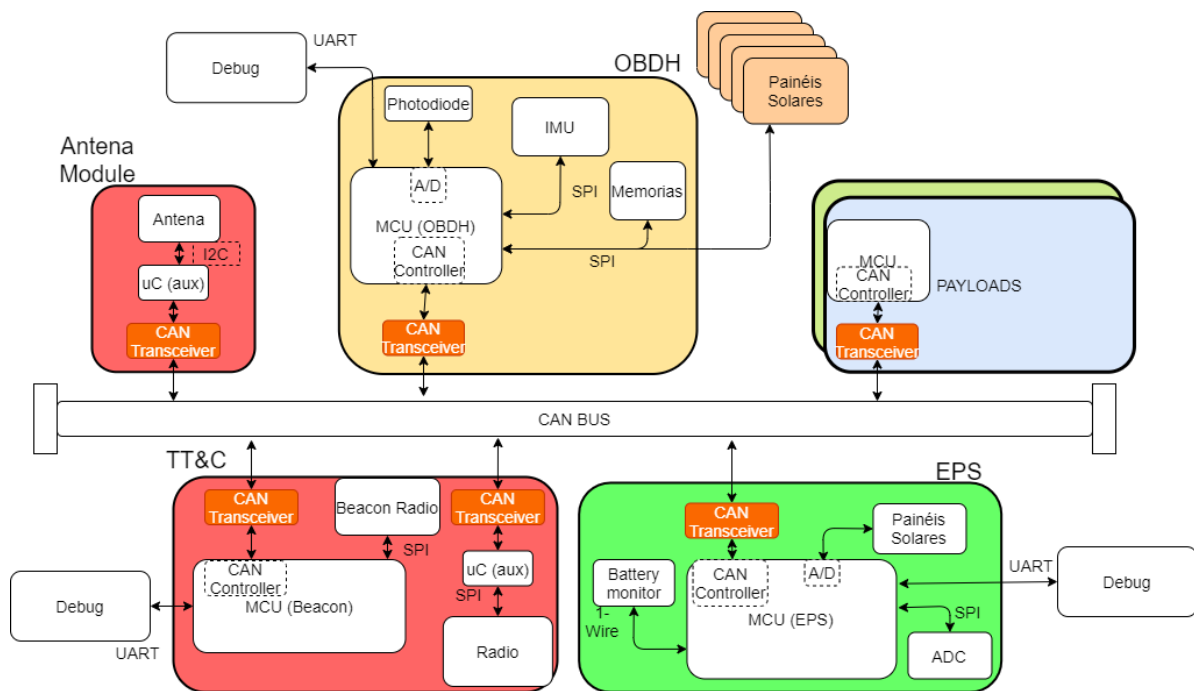 UART
Debug
OBDH
Painéis
Solares
Photodiode
IMU
A/D
SPI
Memorias
MCU (OBDH)
CAN
Controller
SPI
CAN
Transceiver
Antena
Module
Antena
I2C
uC (aux)
CAN
Transceiver
MCU
CAN
Controller
PAYLOADS
CAN
Transceiver
CAN BUS
TT&C
CAN
Transceiver
Beacon Radio
CAN
Transceiver
SPI
CAN
Controller
MCU (Beacon)
uC (aux)
SPI
Radio
Debug
UART
EPS
CAN
Transceiver
Painéis
Solares
Battery
monitor
CAN
Controller
A/D
1-
Wire
MCU (EPS)
SPI
ADC
UART
Debug